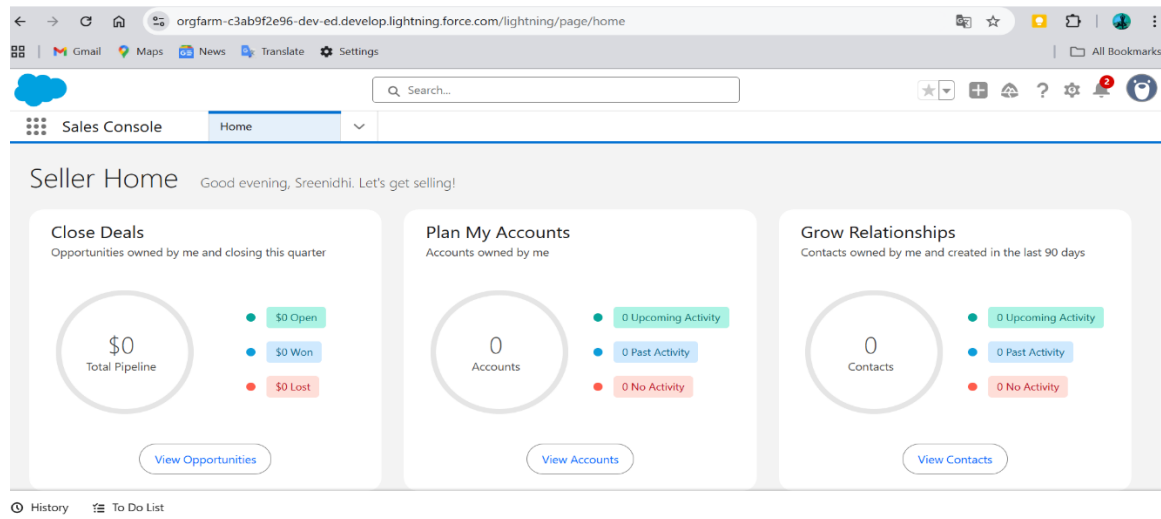 orgfarm-c3ab9f2e96-dev-ed.develop.lightning.force.com/lightning/page/home
Gmail Maps News Translate Settings All Bookmarks
Search...
2
Sales Console Home
Seller Home Good evening, Sreenidhi. Let's get selling!
Close Deals
Opportunities owned by me and closing this quarter
$0
Total Pipeline
$0 Open
$0 Won
$0 Lost
View Opportunities
Plan My Accounts
Accounts owned by me
0
Accounts
0 Upcoming Activity
0 Past Activity
0 No Activity
View Accounts
Grow Relationships
Contacts owned by me and created in the last 90 days
0
Contacts
0 Upcoming Activity
0 Past Activity
0 No Activity
View Contacts
History To Do List